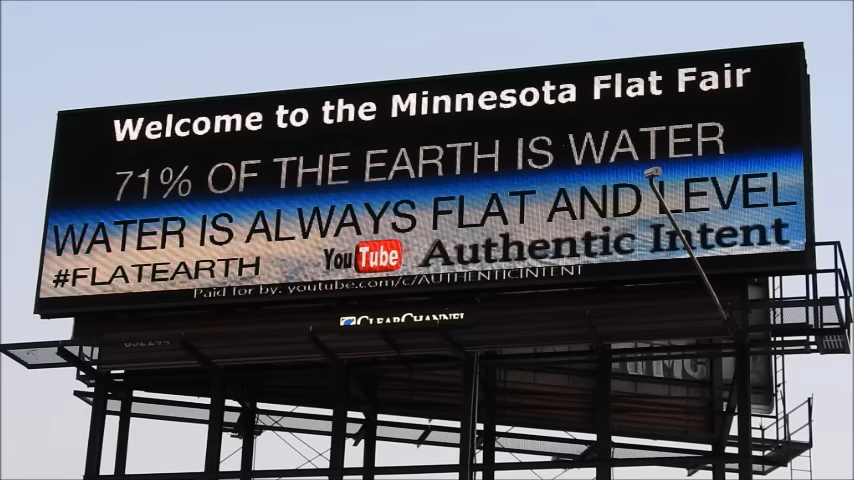 Welcome to the Minnesota Flat Fair
71% OF THE EARTH IS WATER
WATER IS ALWAYS FLAT AND LEVEL
#FLATEARTH YouTube Authentic Intent
Paid for by: youtube.com/c/AUTHENTICINTENT
CLEARCHANNEL